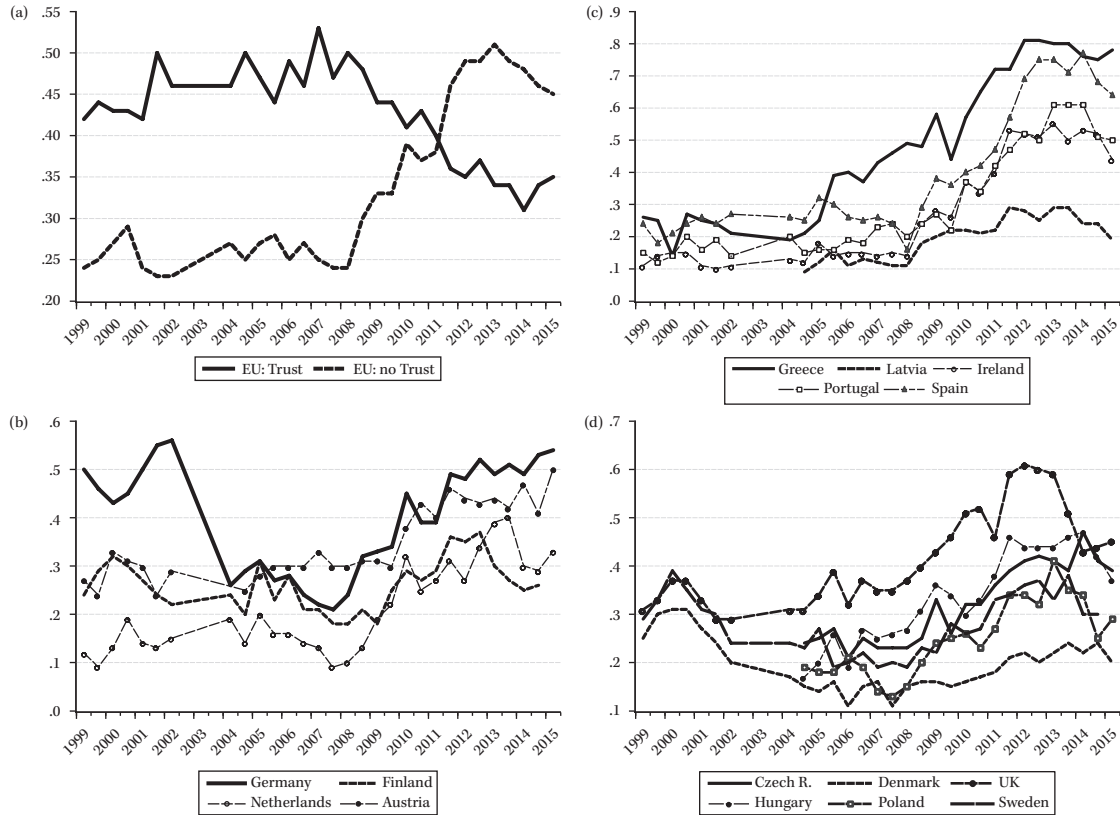 (a)
.55
.50
.45
.40
.35
.30
.25
.20
1999 2000 2001 2002 2003 2004 2005 2006 2007 2008 2009 2010 2011 2012 2013 2014 2015
EU: Trust EU: no Trust
(c)
.9
.8
.7
.6
.5
.4
.3
.2
.1
.0
1999 2000 2001 2002 2003 2004 2005 2006 2007 2008 2009 2010 2011 2012 2013 2014 2015
Greece Latvia Ireland
Portugal Spain
(b)
.6
.5
.4
.3
.2
.1
.0
1999 2000 2001 2002 2003 2004 2005 2006 2007 2008 2009 2010 2011 2012 2013 2014 2015
Germany Finland
Netherlands Austria
(d)
.7
.6
.5
.4
.3
.2
.1
1999 2000 2001 2002 2003 2004 2005 2006 2007 2008 2009 2010 2011 2012 2013 2014 2015
Czech R. Denmark UK
Hungary Poland Sweden